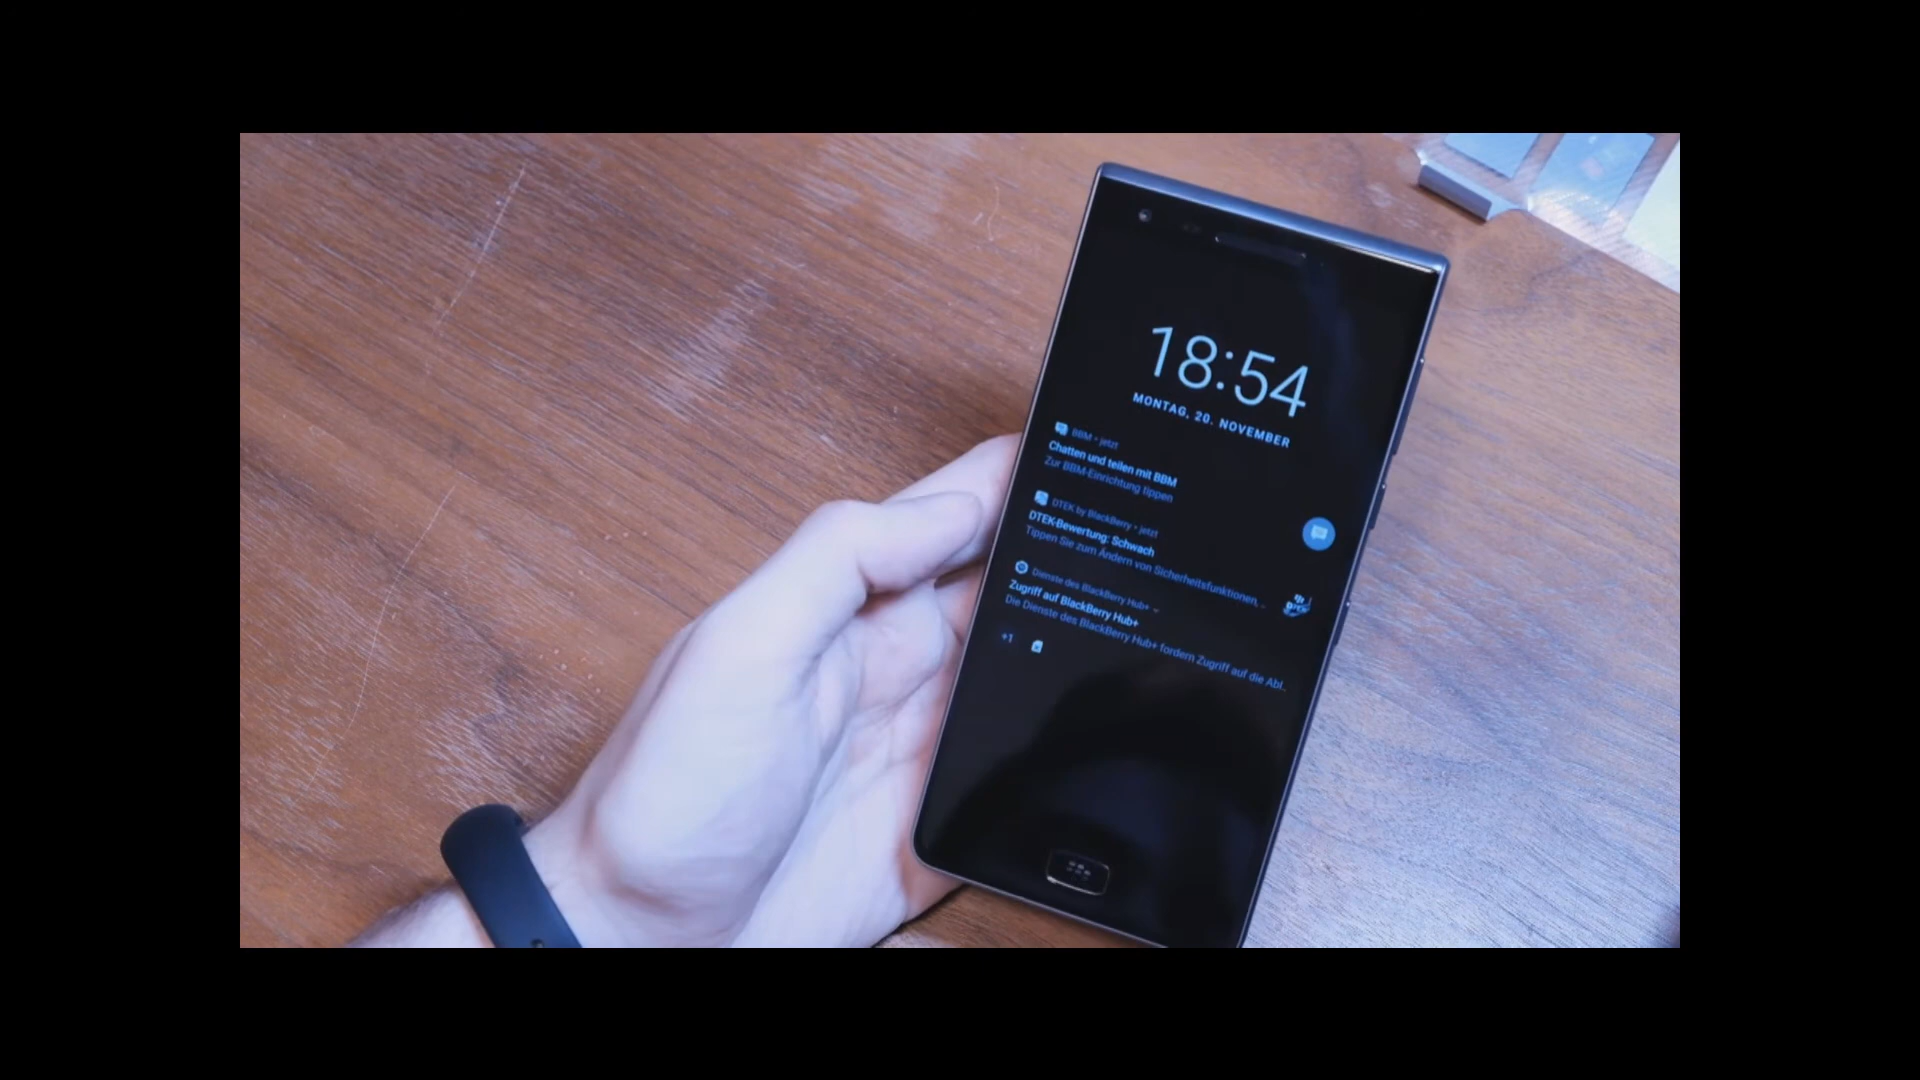 18:54
MONTAG, 20. NOVEMBER
BBM • jetzt
Chatten und teilen mit BBM
Zur BBM-Einrichtung tippen
DTEK by BlackBerry • jetzt
DTEK-Bewertung: Schwach
Tippen Sie zum Ändern von Sicherheitsfunktionen, ..
Dienste des BlackBerry Hub+
Zugriff auf BlackBerry Hub+
Die Dienste des BlackBerry Hub+ fordern Zugriff auf die Abl..
+1
DTEK